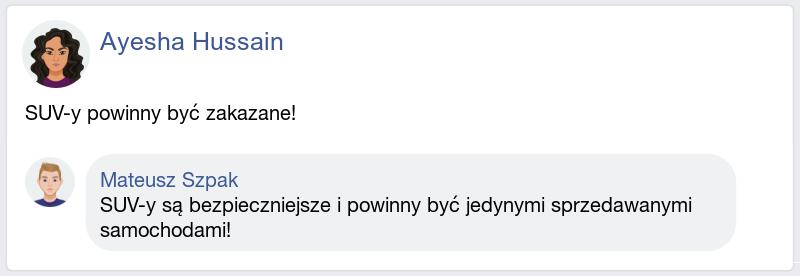 Ayesha Hussain
SUV-y powinny być zakazane!
Mateusz Szpak
SUV-y są bezpieczniejsze i powinny być jedynymi sprzedawanymi
samochodami!